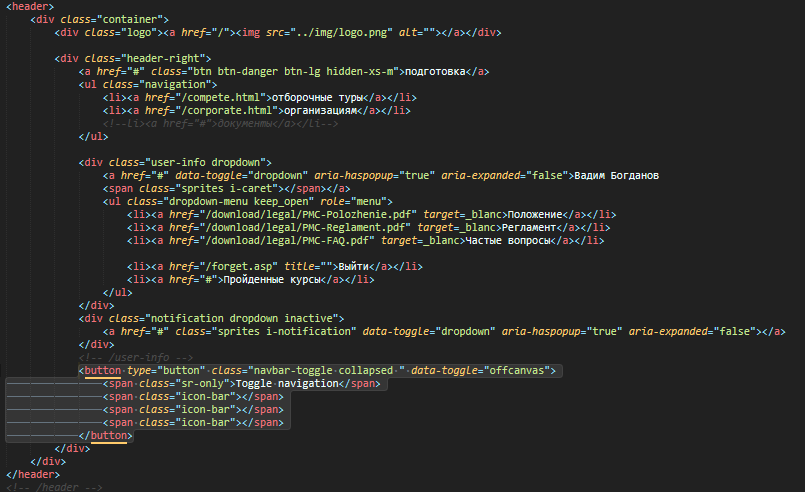 <header>
<div class="container">
<div class="logo"><a href="/"><img src="../img/logo.png" alt=""></a></div>
<div class="header-right">
<a href="#" class="btn btn-danger btn-lg hidden-xs-m">подготовка</a>
<ul class="navigation">
<li><a href="/compete.html">отборочные туры</a></li>
<li><a href="/corporate.html">организациям</a></li>
<!--li><a href="#">документы</a></li-->
</ul>
<div class="user-info dropdown">
<a href="#" data-toggle="dropdown" aria-haspopup="true" aria-expanded="false">Вадим Богданов
<span class="sprites i-caret"></span></a>
<ul class="dropdown-menu keep_open" role="menu">
<li><a href="/download/legal/PMC-Polozhenie.pdf" target=_blanc>Положение</a></li>
<li><a href="/download/legal/PMC-Reglament.pdf" target=_blanc>Регламент</a></li>
<li><a href="/download/legal/PMC-FAQ.pdf" target=_blanc>Частые вопросы</a></li>
<li><a href="/forget.asp" title="">Выйти</a></li>
<li><a href="#">Пройденные курсы</a></li>
</ul>
</div>
<div class="notification dropdown inactive">
<a href="#" class="sprites i-notification" data-toggle="dropdown" aria-haspopup="true" aria-expanded="false"></a>
</div>
<!-- /user-info -->
<button type="button" class="navbar-toggle collapsed " data-toggle="offcanvas">
<span class="sr-only">Toggle navigation</span>
<span class="icon-bar"></span>
<span class="icon-bar"></span>
<span class="icon-bar"></span>
</button>
</div>
</div>
</header>
<!-- /header -->